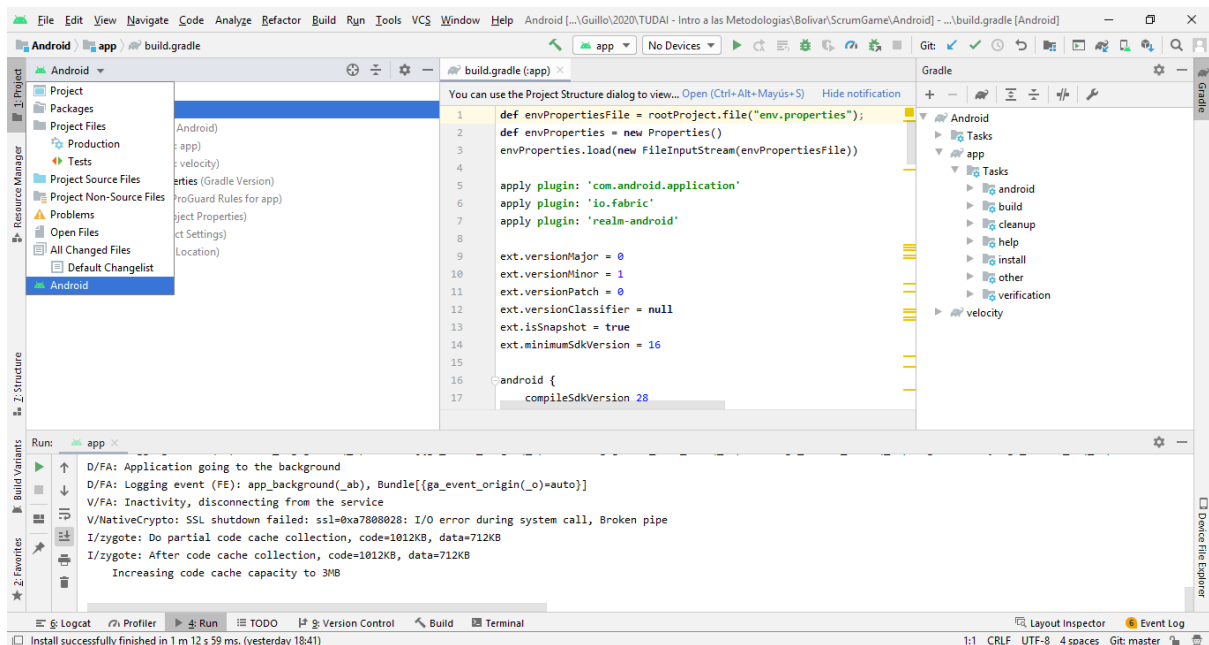 File Edit View Navigate Code Analyze Refactor Build Run Tools VCS Window Help Android [...\Guillo\2020\TUDAI - Intro a las Metodologias\Bolivar\ScrumGame\Android] - ...\build.gradle [Android]
Android app build.gradle
app No Devices Git:
Android
build.gradle (:app)
Gradle
1: Project
Resource Manager
Z: Structure
Build Variants
2: Favorites
Project
Packages
Project Files
Production
Tests
Project Source Files
Project Non-Source Files
Problems
Open Files
All Changed Files
Default Changelist
Android
Android)
: app)
: velocity)
erties (Gradle Version)
ProGuard Rules for app)
ject Properties)
ct Settings)
Location)
You can use the Project Structure dialog to view... Open (Ctrl+Alt+Mayús+S) Hide notification
1 def envPropertiesFile = rootProject.file("env.properties");
2 def envProperties = new Properties()
3 envProperties.load(new FileInputStream(envPropertiesFile))
4
5 apply plugin: 'com.android.application'
6 apply plugin: 'io.fabric'
7 apply plugin: 'realm-android'
8
9 ext.versionMajor = 0
10 ext.versionMinor = 1
11 ext.versionPatch = 0
12 ext.versionClassifier = null
13 ext.isSnapshot = true
14 ext.minimumSdkVersion = 16
15
16 android {
17 compileSdkVersion 28
Android
Tasks
app
Tasks
android
build
cleanup
help
install
other
verification
velocity
Gradle
Device File Explorer
Run: app
D/FA: Application going to the background
D/FA: Logging event (FE): app_background(_ab), Bundle[{ga_event_origin(_o)=auto}]
V/FA: Inactivity, disconnecting from the service
V/NativeCrypto: SSL shutdown failed: ssl=0xa7808028: I/O error during system call, Broken pipe
I/zygote: Do partial code cache collection, code=1012KB, data=712KB
I/zygote: After code cache collection, code=1012KB, data=712KB
Increasing code cache capacity to 3MB
6: Logcat Profiler 4: Run TODO 9: Version Control Build Terminal Layout Inspector 6 Event Log
Install successfully finished in 1 m 12 s 59 ms. (yesterday 18:41) 1:1 CRLF UTF-8 4 spaces Git: master